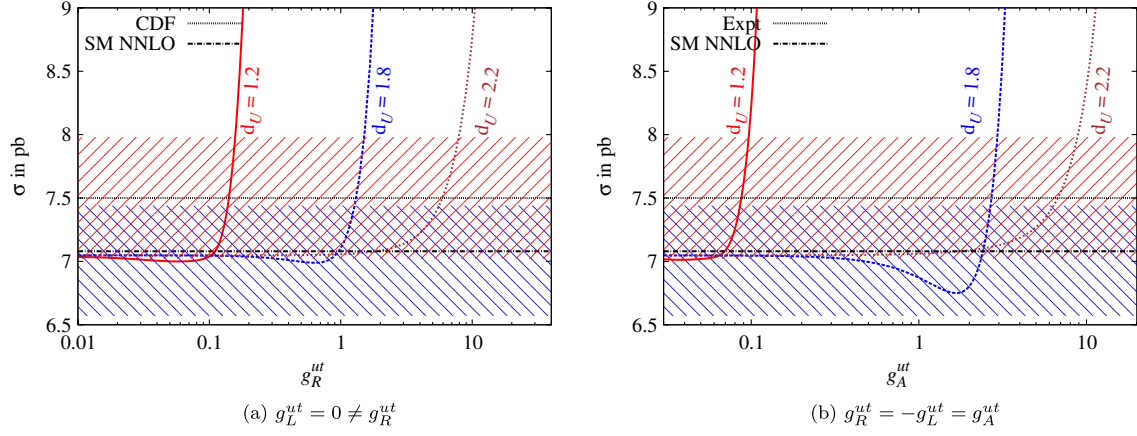 9
8.5
8
7.5
7
6.5
σ in pb
CDF
SM NNLO
d_U = 1.2
d_U = 1.8
d_U = 2.2
0.01
0.1
1
10
g_R^{ut}
(a) g_L^{ut} = 0 ≠ g_R^{ut}
9
8.5
8
7.5
7
6.5
σ in pb
Expt
SM NNLO
d_U = 1.2
d_U = 1.8
d_U = 2.2
0.1
1
10
g_A^{ut}
(b) g_R^{ut} = −g_L^{ut} = g_A^{ut}